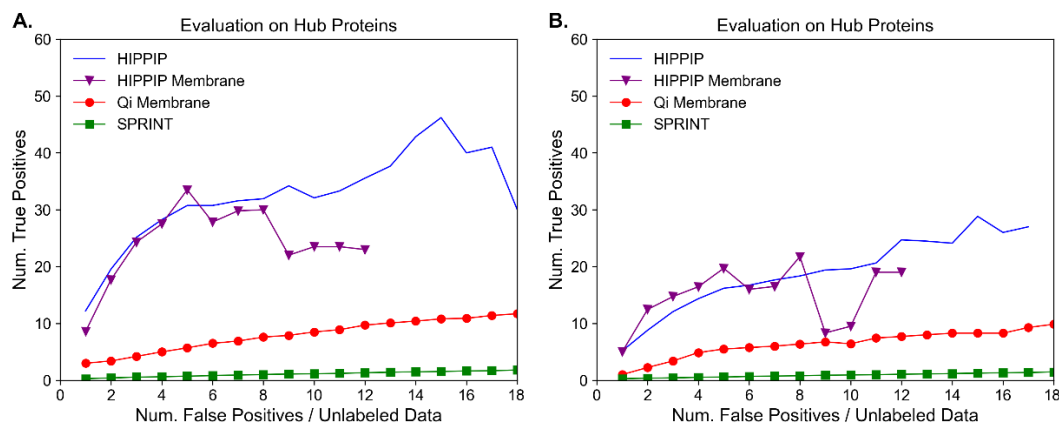 A.
Evaluation on Hub Proteins
60
50
40
30
20
10
0
Num. True Positives
HIPPIP
HIPPIP Membrane
Qi Membrane
SPRINT
0 2 4 6 8 10 12 14 16 18
Num. False Positives / Unlabeled Data
B.
Evaluation on Hub Proteins
60
50
40
30
20
10
0
Num. True Positives
HIPPIP
HIPPIP Membrane
Qi Membrane
SPRINT
0 2 4 6 8 10 12 14 16 18
Num. False Positives / Unlabeled Data